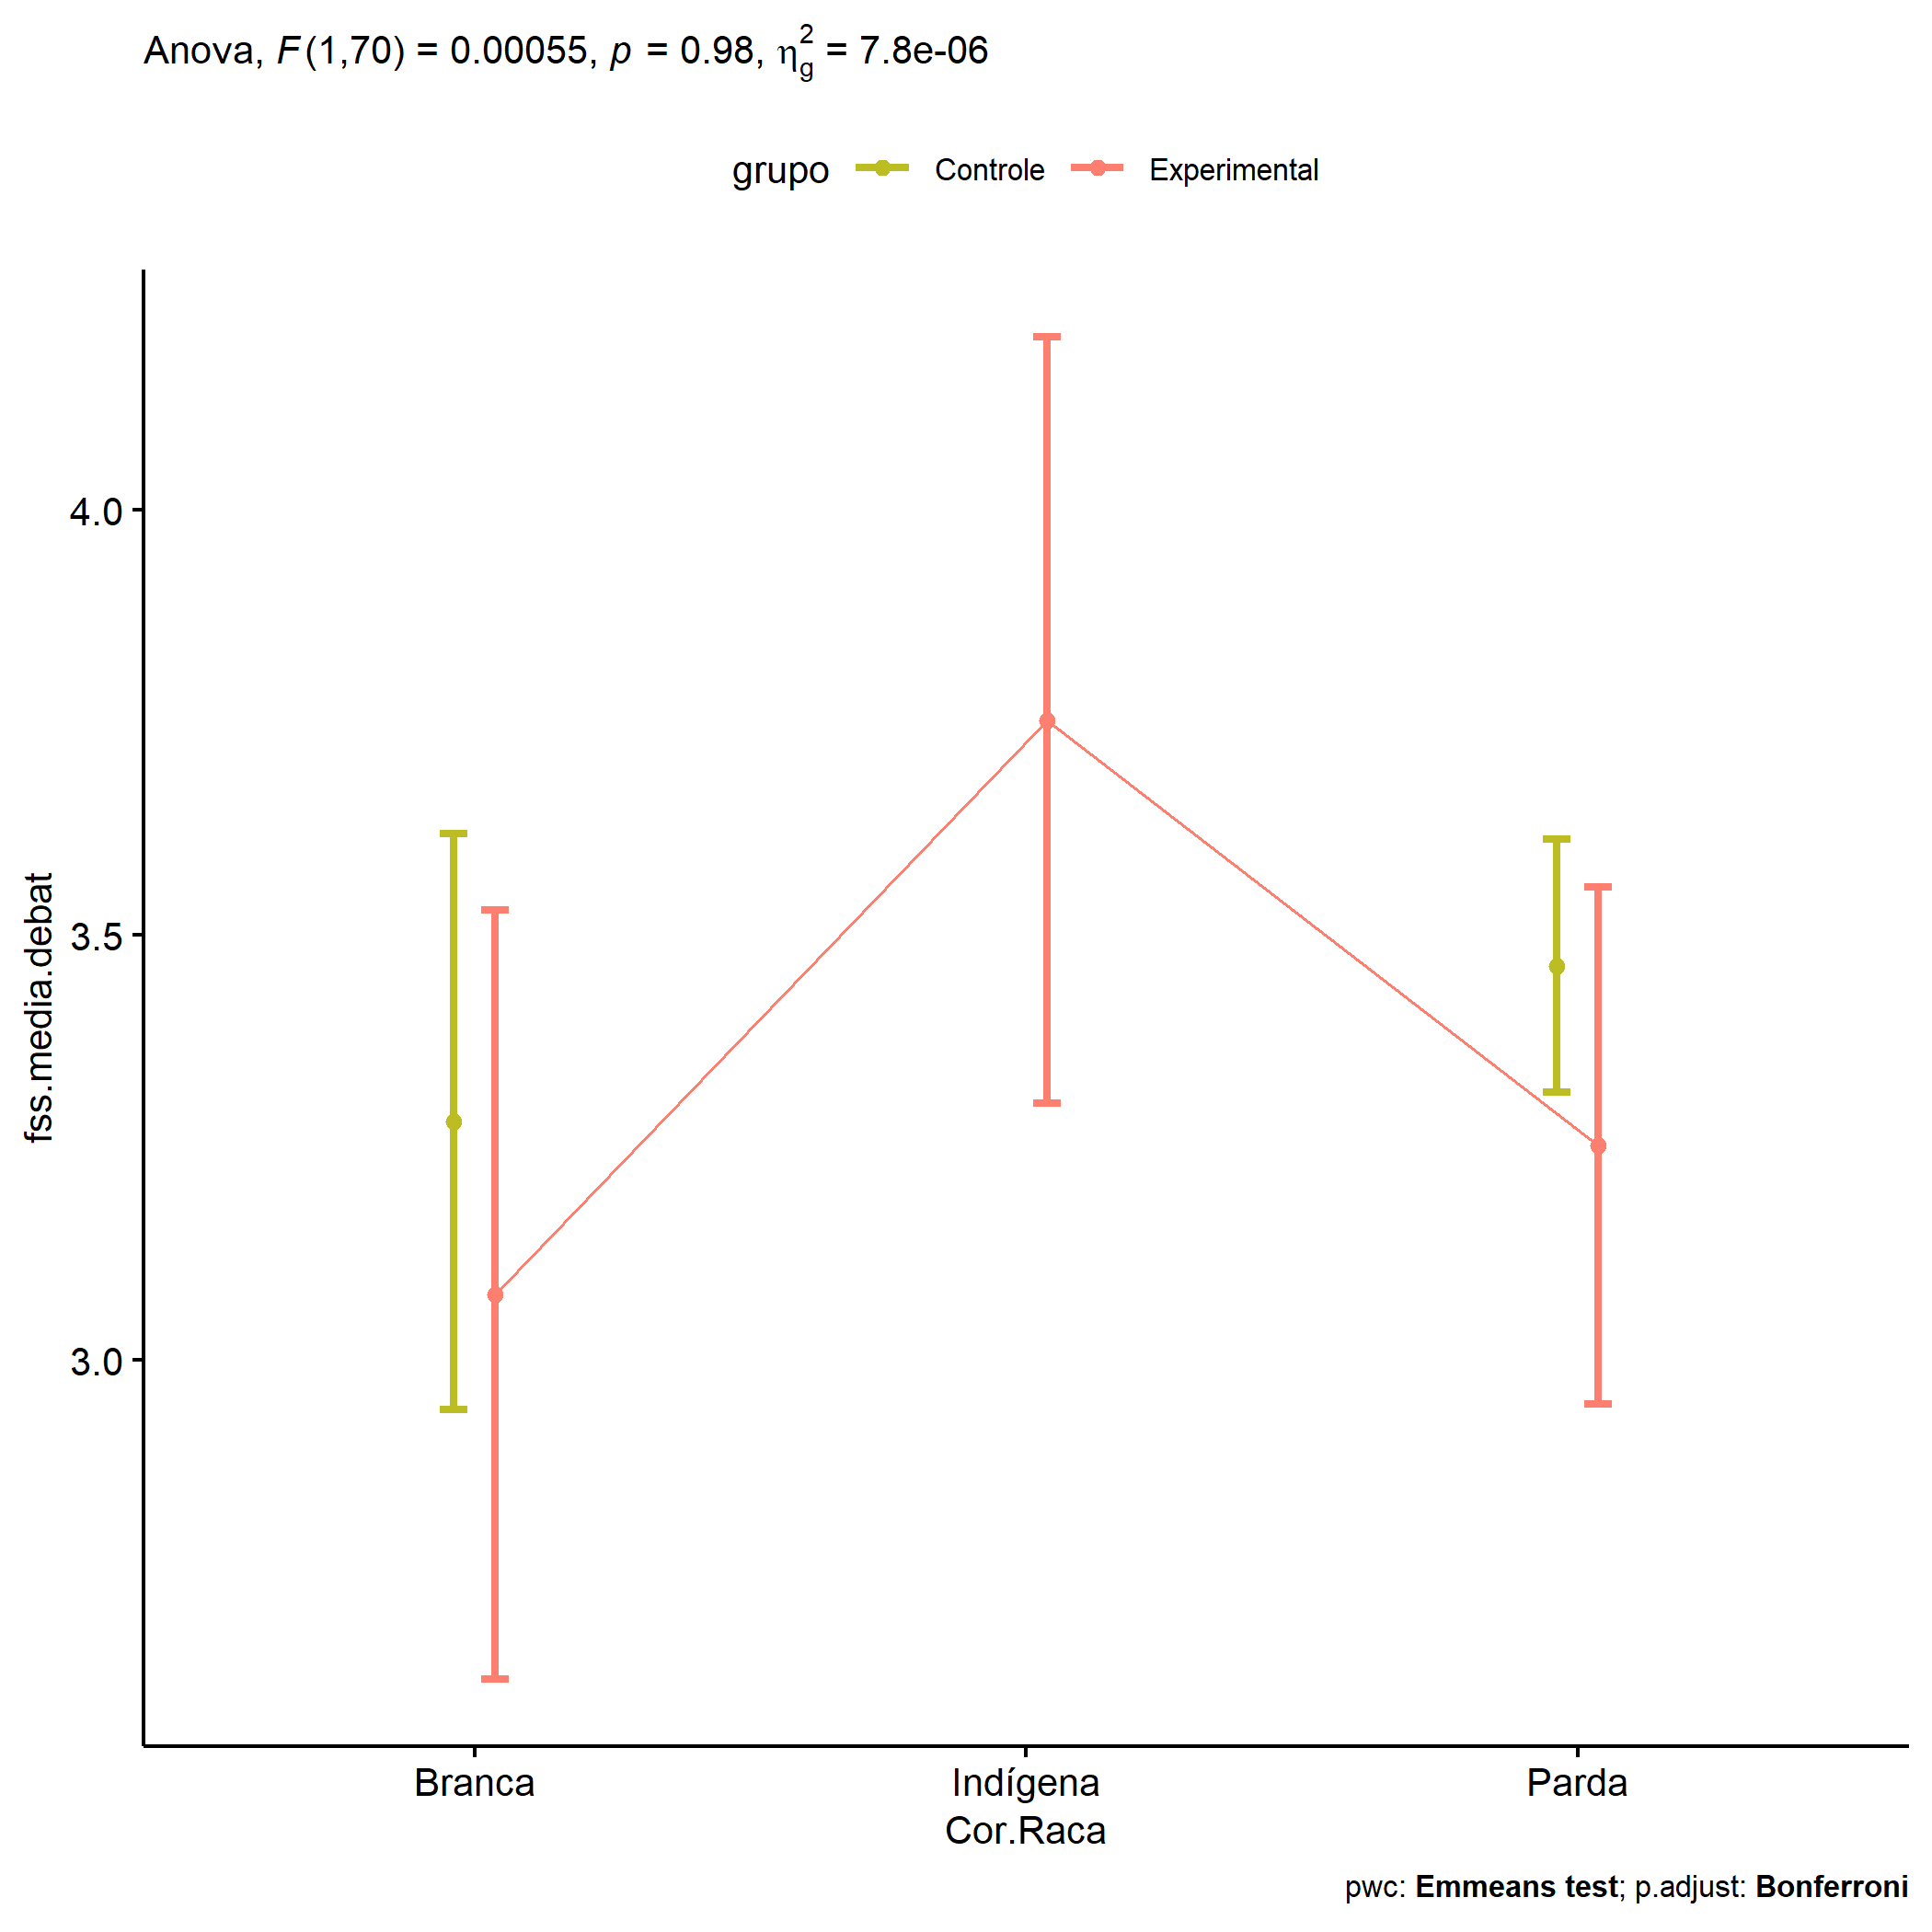 Anova, F(1,70) = 0.00055, p = 0.98, η²g = 7.8e-06
grupo Controle Experimental
4.0
3.5
3.0
fss.media.debat
Branca Indígena Parda
Cor.Raca
pwc: Emmeans test; p.adjust: Bonferroni